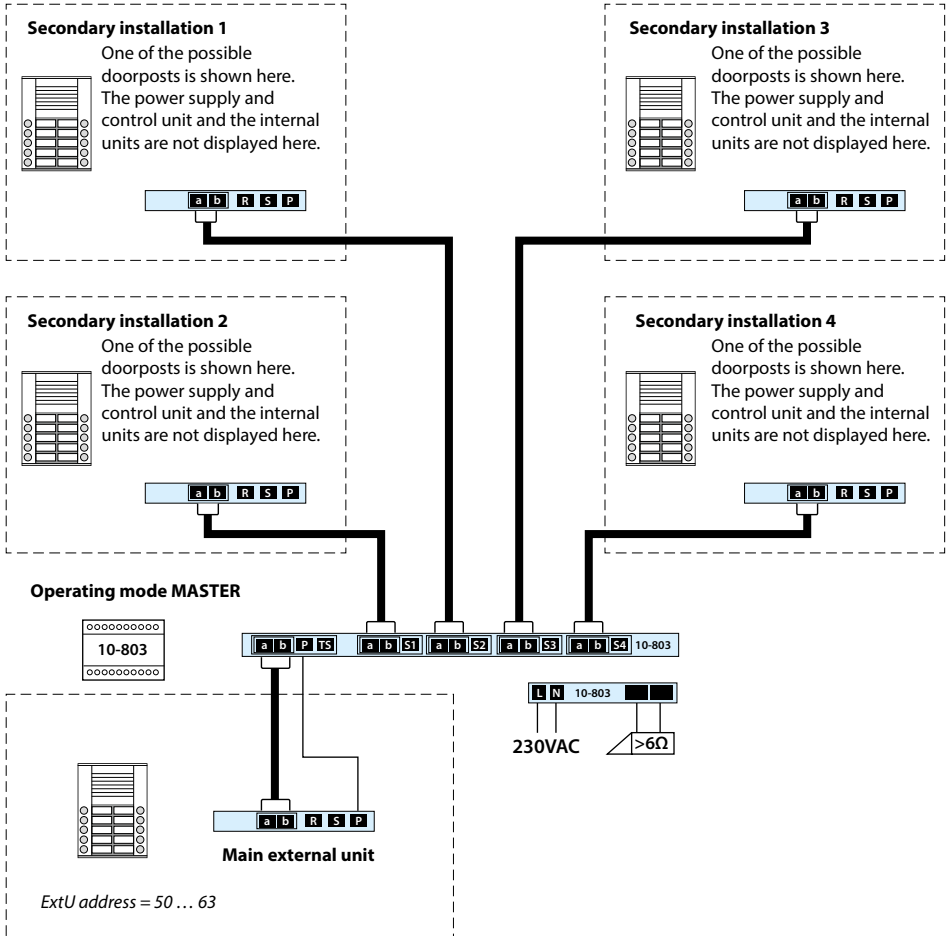 Secondary installation 1
One of the possible
doorposts is shown here.
The power supply and
control unit and the internal
units are not displayed here.
a b R S P
Secondary installation 3
One of the possible
doorposts is shown here.
The power supply and
control unit and the internal
units are not displayed here.
a b R S P
Secondary installation 2
One of the possible
doorposts is shown here.
The power supply and
control unit and the internal
units are not displayed here.
a b R S P
Secondary installation 4
One of the possible
doorposts is shown here.
The power supply and
control unit and the internal
units are not displayed here.
a b R S P
Operating mode MASTER
10-803
a b P TS a b S1 a b S2 a b S3 a b S4 10-803
L N 10-803
230VAC >6Ω
a b R S P
Main external unit
ExtU address = 50 … 63